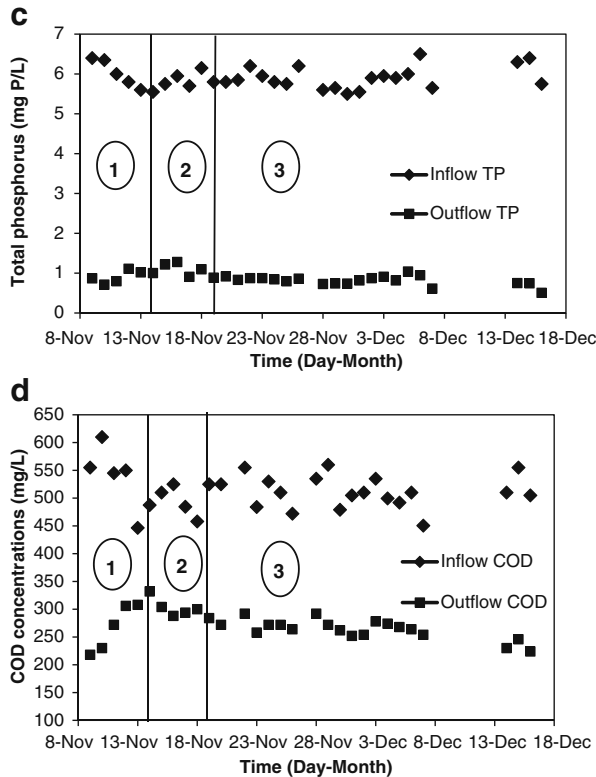 c
Total phosphorus (mg P/L)
7
6
5
4
3
2
1
0
1
2
3
Inflow TP
Outflow TP
8-Nov 13-Nov 18-Nov 23-Nov 28-Nov 3-Dec 8-Dec 13-Dec 18-Dec
Time (Day-Month)
d
COD concentrations (mg/L)
650
600
550
500
450
400
350
300
250
200
150
100
1
2
3
Inflow COD
Outflow COD
8-Nov 13-Nov 18-Nov 23-Nov 28-Nov 3-Dec 8-Dec 13-Dec 18-Dec
Time (Day-Month)